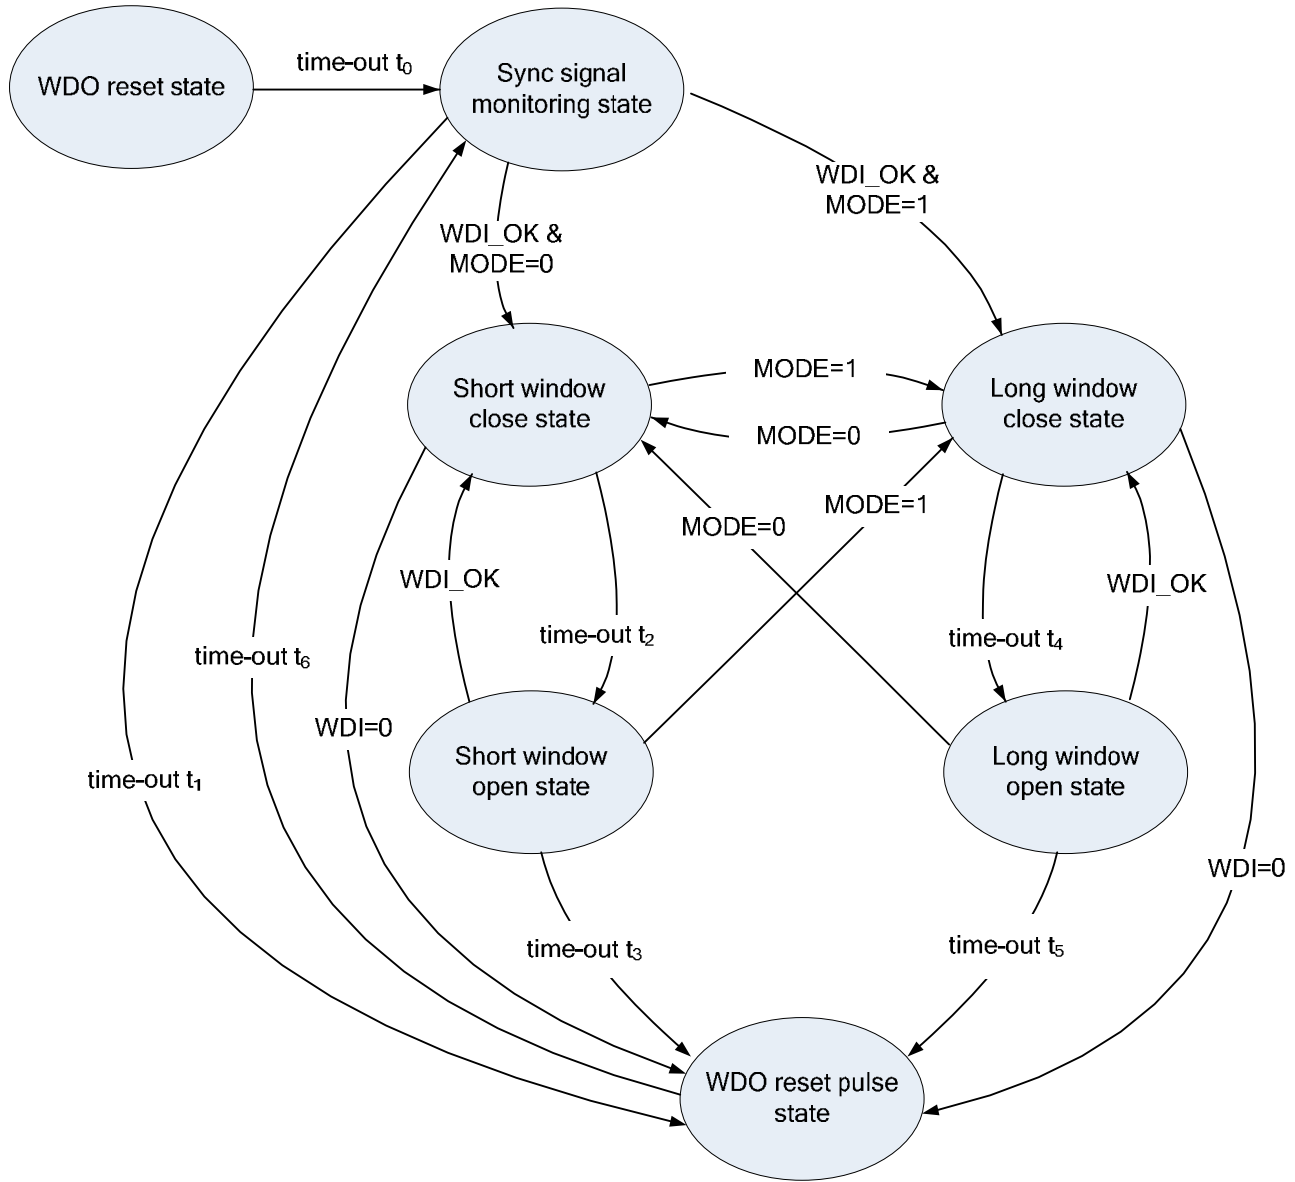 WDO reset state
time-out t0
Sync signal
monitoring state
WDI_OK &
MODE=1
WDI_OK &
MODE=0
Short window
close state
MODE=1
MODE=0
Long window
close state
MODE=0
MODE=1
WDI_OK
time-out t2
time-out t4
WDI_OK
time-out t6
WDI=0
time-out t1
Short window
open state
Long window
open state
WDI=0
time-out t3
time-out t5
WDO reset pulse
state